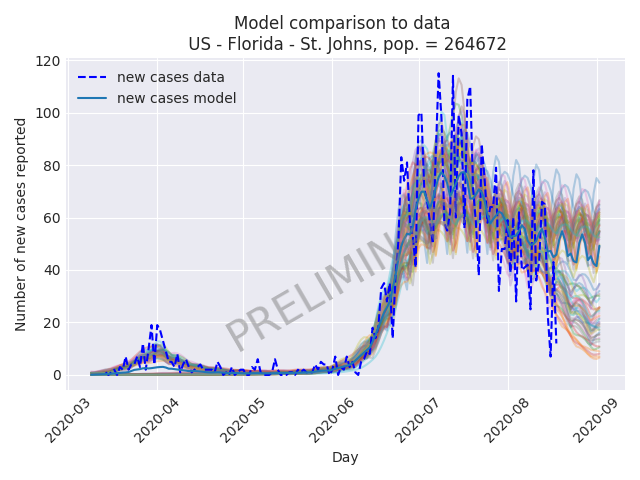 Model comparison to data
US - Florida - St. Johns, pop. = 264672
120
100
80
60
40
20
0
Number of new cases reported
new cases data
new cases model
PRELIMIN
2020-03
2020-04
2020-05
2020-06
2020-07
2020-08
2020-09
Day